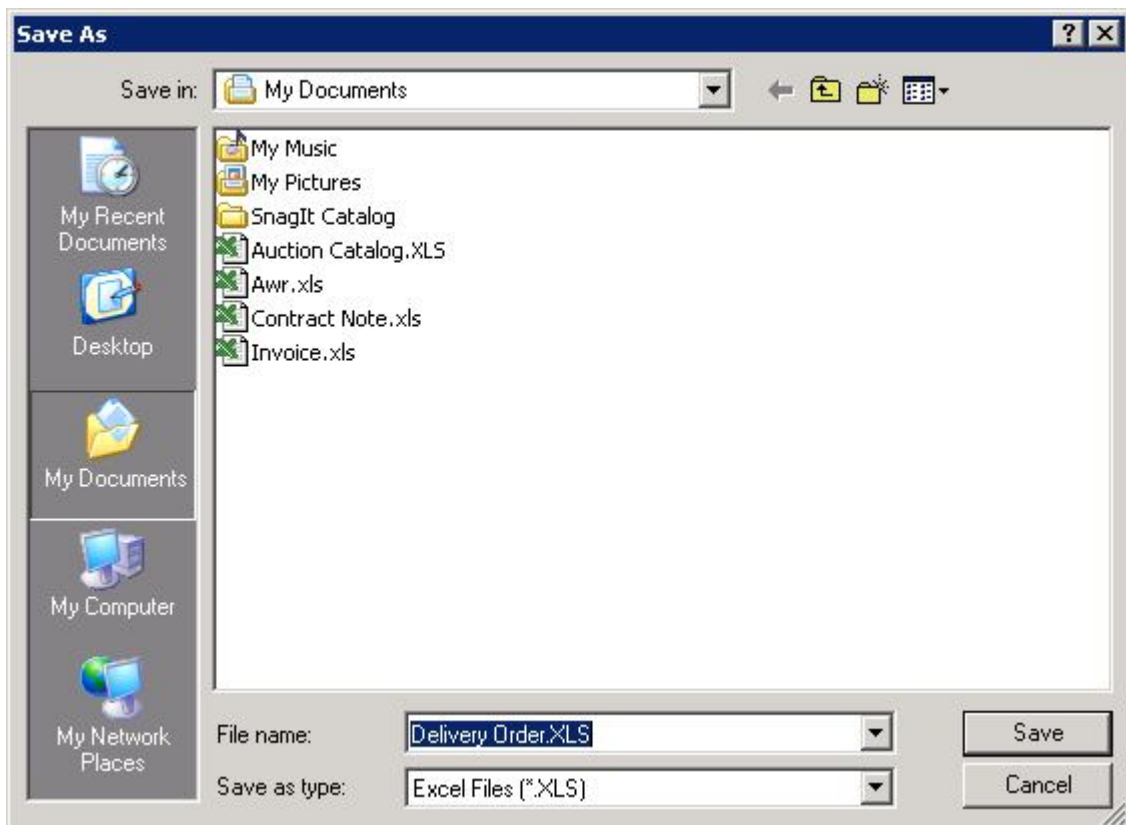 Save As
Save in:
My Documents
My Recent
Documents
Desktop
My Documents
My Computer
My Network
Places
My Music
My Pictures
SnagIt Catalog
Auction Catalog.XLS
Awr.xls
Contract Note.xls
Invoice.xls
File name:
Delivery Order.XLS
Save
Save as type:
Excel Files (*.XLS)
Cancel